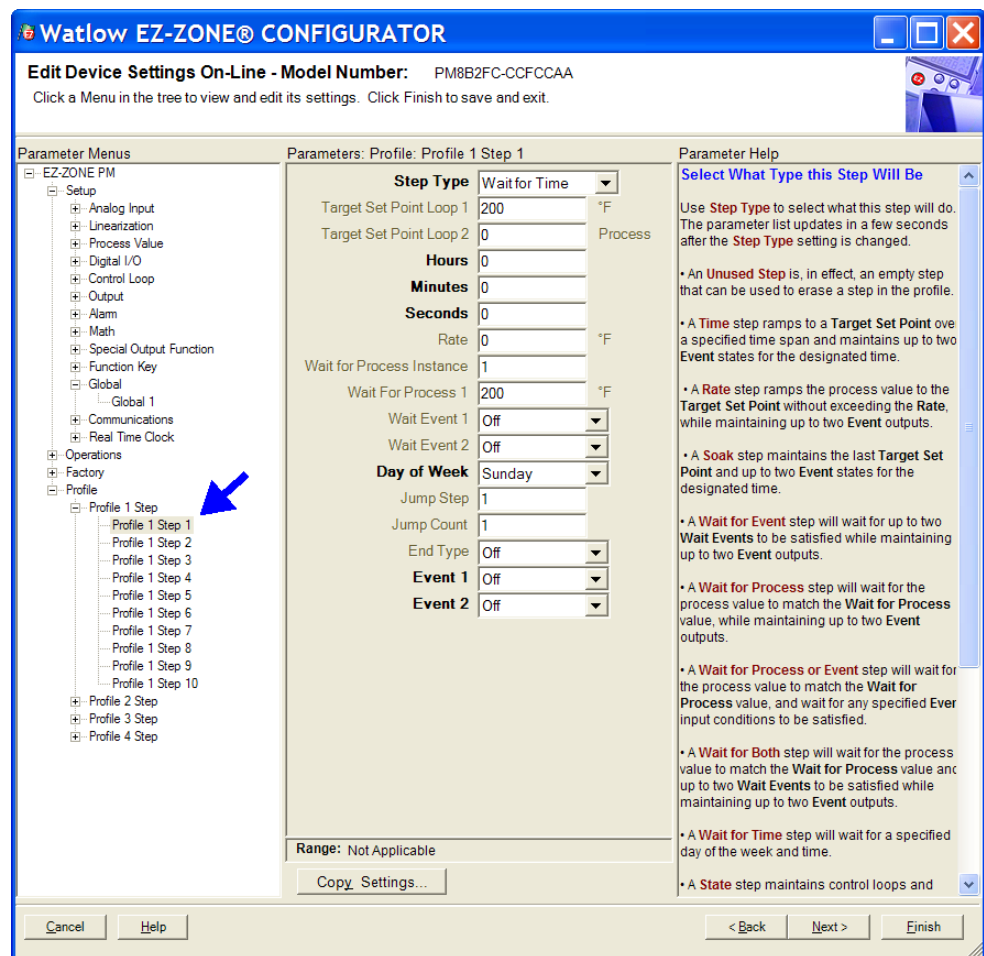 Watlow EZ-ZONE® CONFIGURATOR
Edit Device Settings On-Line - Model Number: PM8B2FC-CCFCCAA
Click a Menu in the tree to view and edit its settings. Click Finish to save and exit.
Parameter Menus
EZ-ZONE PM
Setup
Analog Input
Linearization
Process Value
Digital I/O
Control Loop
Output
Alarm
Math
Special Output Function
Function Key
Global
Global 1
Communications
Real Time Clock
Operations
Factory
Profile
Profile 1 Step
Profile 1 Step 1
Profile 1 Step 2
Profile 1 Step 3
Profile 1 Step 4
Profile 1 Step 5
Profile 1 Step 6
Profile 1 Step 7
Profile 1 Step 8
Profile 1 Step 9
Profile 1 Step 10
Profile 2 Step
Profile 3 Step
Profile 4 Step
Parameters: Profile: Profile 1 Step 1
Step Type Wait for Time
Target Set Point Loop 1 200 °F
Target Set Point Loop 2 0 Process
Hours 0
Minutes 0
Seconds 0
Rate 0 °F
Wait for Process Instance 1
Wait For Process 1 200 °F
Wait Event 1 Off
Wait Event 2 Off
Day of Week Sunday
Jump Step 1
Jump Count 1
End Type Off
Event 1 Off
Event 2 Off
Range: Not Applicable
Copy Settings...
Parameter Help
Select What Type this Step Will Be
Use Step Type to select what this step will do.
The parameter list updates in a few seconds
after the Step Type setting is changed.
• An Unused Step is, in effect, an empty step
that can be used to erase a step in the profile.
• A Time step ramps to a Target Set Point ove
a specified time span and maintains up to two
Event states for the designated time.
• A Rate step ramps the process value to the
Target Set Point without exceeding the Rate,
while maintaining up to two Event outputs.
• A Soak step maintains the last Target Set
Point and up to two Event states for the
designated time.
• A Wait for Event step will wait for up to two
Wait Events to be satisfied while maintaining
up to two Event outputs.
• A Wait for Process step will wait for the
process value to match the Wait for Process
value, while maintaining up to two Event
outputs.
• A Wait for Process or Event step will wait for
the process value to match the Wait for
Process value, and wait for any specified Even
input conditions to be satisfied.
• A Wait for Both step will wait for the process
value to match the Wait for Process value and
up to two Wait Events to be satisfied while
maintaining up to two Event outputs.
• A Wait for Time step will wait for a specified
day of the week and time.
• A State step maintains control loops and
Cancel Help < Back Next > Finish